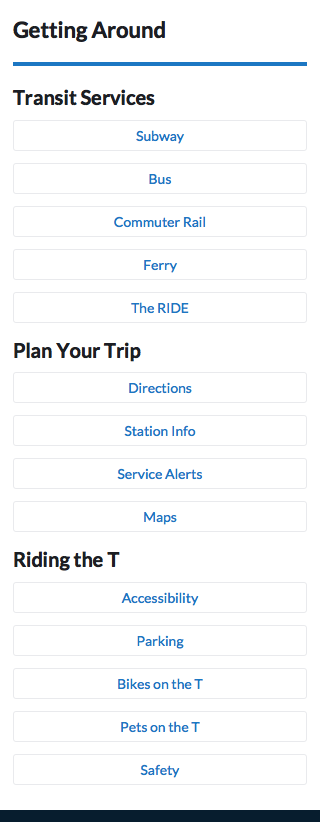 Getting Around
Transit Services
Subway
Bus
Commuter Rail
Ferry
The RIDE
Plan Your Trip
Directions
Station Info
Service Alerts
Maps
Riding the T
Accessibility
Parking
Bikes on the T
Pets on the T
Safety